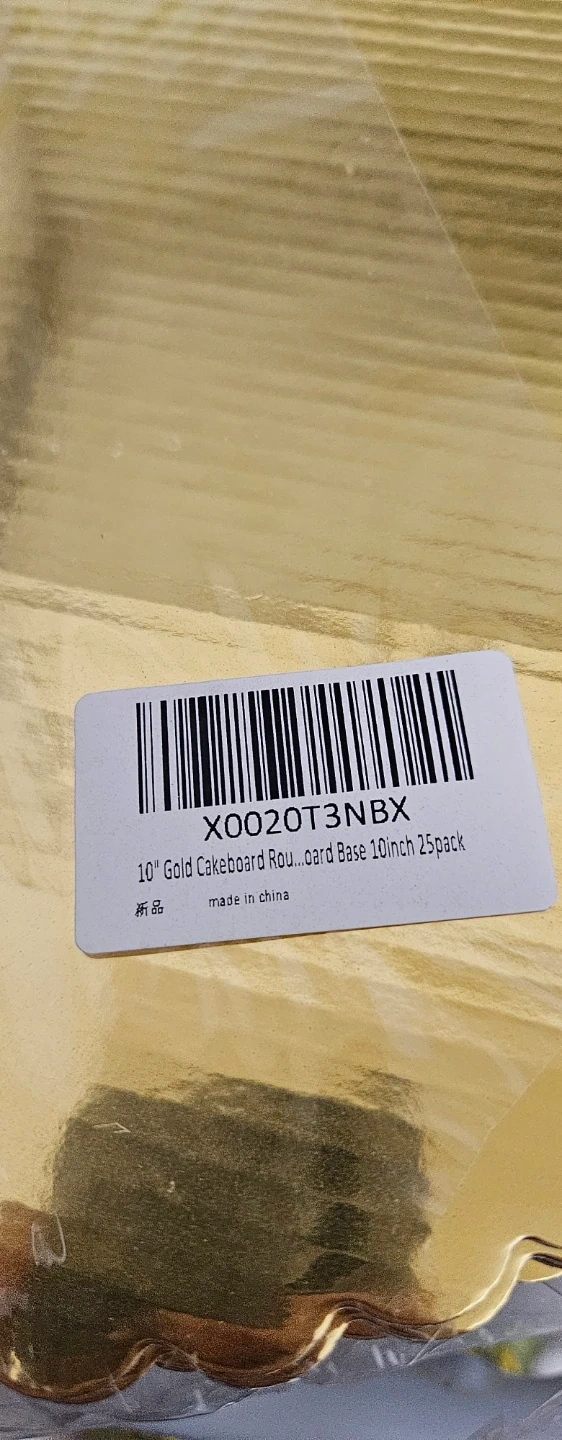 X0020T3NBX
10" Gold Cakeboard Rou...oard Base 10inch 25pack
新品 made in china